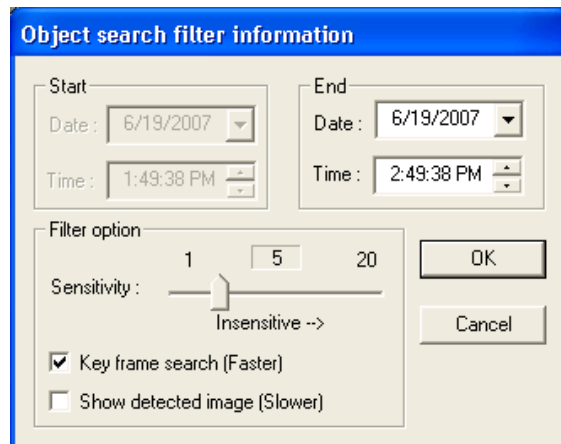 Object search filter information
Start
Date : 6/19/2007
Time : 1:49:38 PM
End
Date : 6/19/2007
Time : 2:49:38 PM
Filter option
1 5 20
Sensitivity :
Insensitive -->
Key frame search (Faster)
Show detected image (Slower)
OK
Cancel